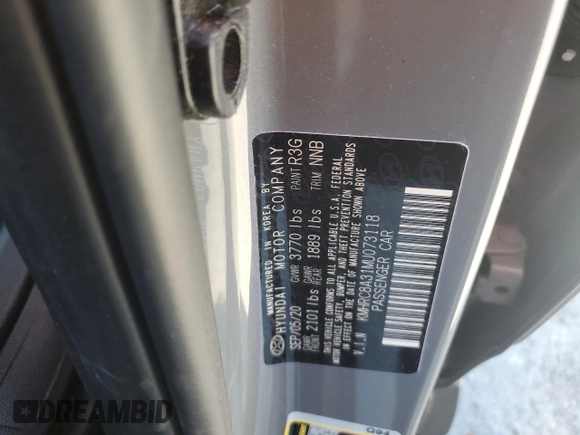 MANUFACTURED IN KOREA BY
HYUNDAI MOTOR COMPANY
SEP/05/20 GVWR 3770 lbs PAINT R3G
GAWR FRONT 2101 lbs GAWR REAR 1889 lbs TRIM NNB
THIS VEHICLE CONFORMS TO ALL APPLICABLE U.S.A. FEDERAL
MOTOR VEHICLE SAFETY, BUMPER, AND THEFT PREVENTION STANDARDS
IN EFFECT ON THE DATE OF MANUFACTURE SHOWN ABOVE
V.I.N KMHRC8A31MU073118
PASSENGER CAR
DREAMBID